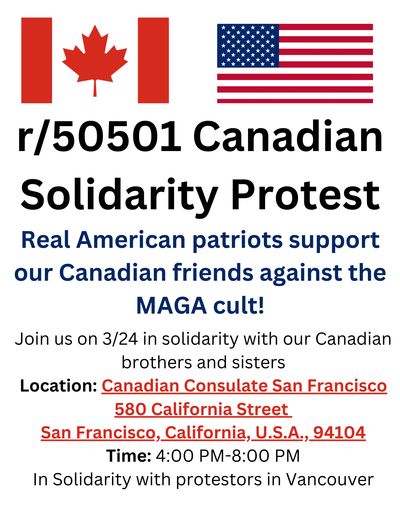 r/50501 Canadian
Solidarity Protest
Real American patriots support
our Canadian friends against the
MAGA cult!
Join us on 3/24 in solidarity with our Canadian
brothers and sisters
Location: Canadian Consulate San Francisco
580 California Street
San Francisco, California, U.S.A., 94104
Time: 4:00 PM-8:00 PM
In Solidarity with protestors in Vancouver